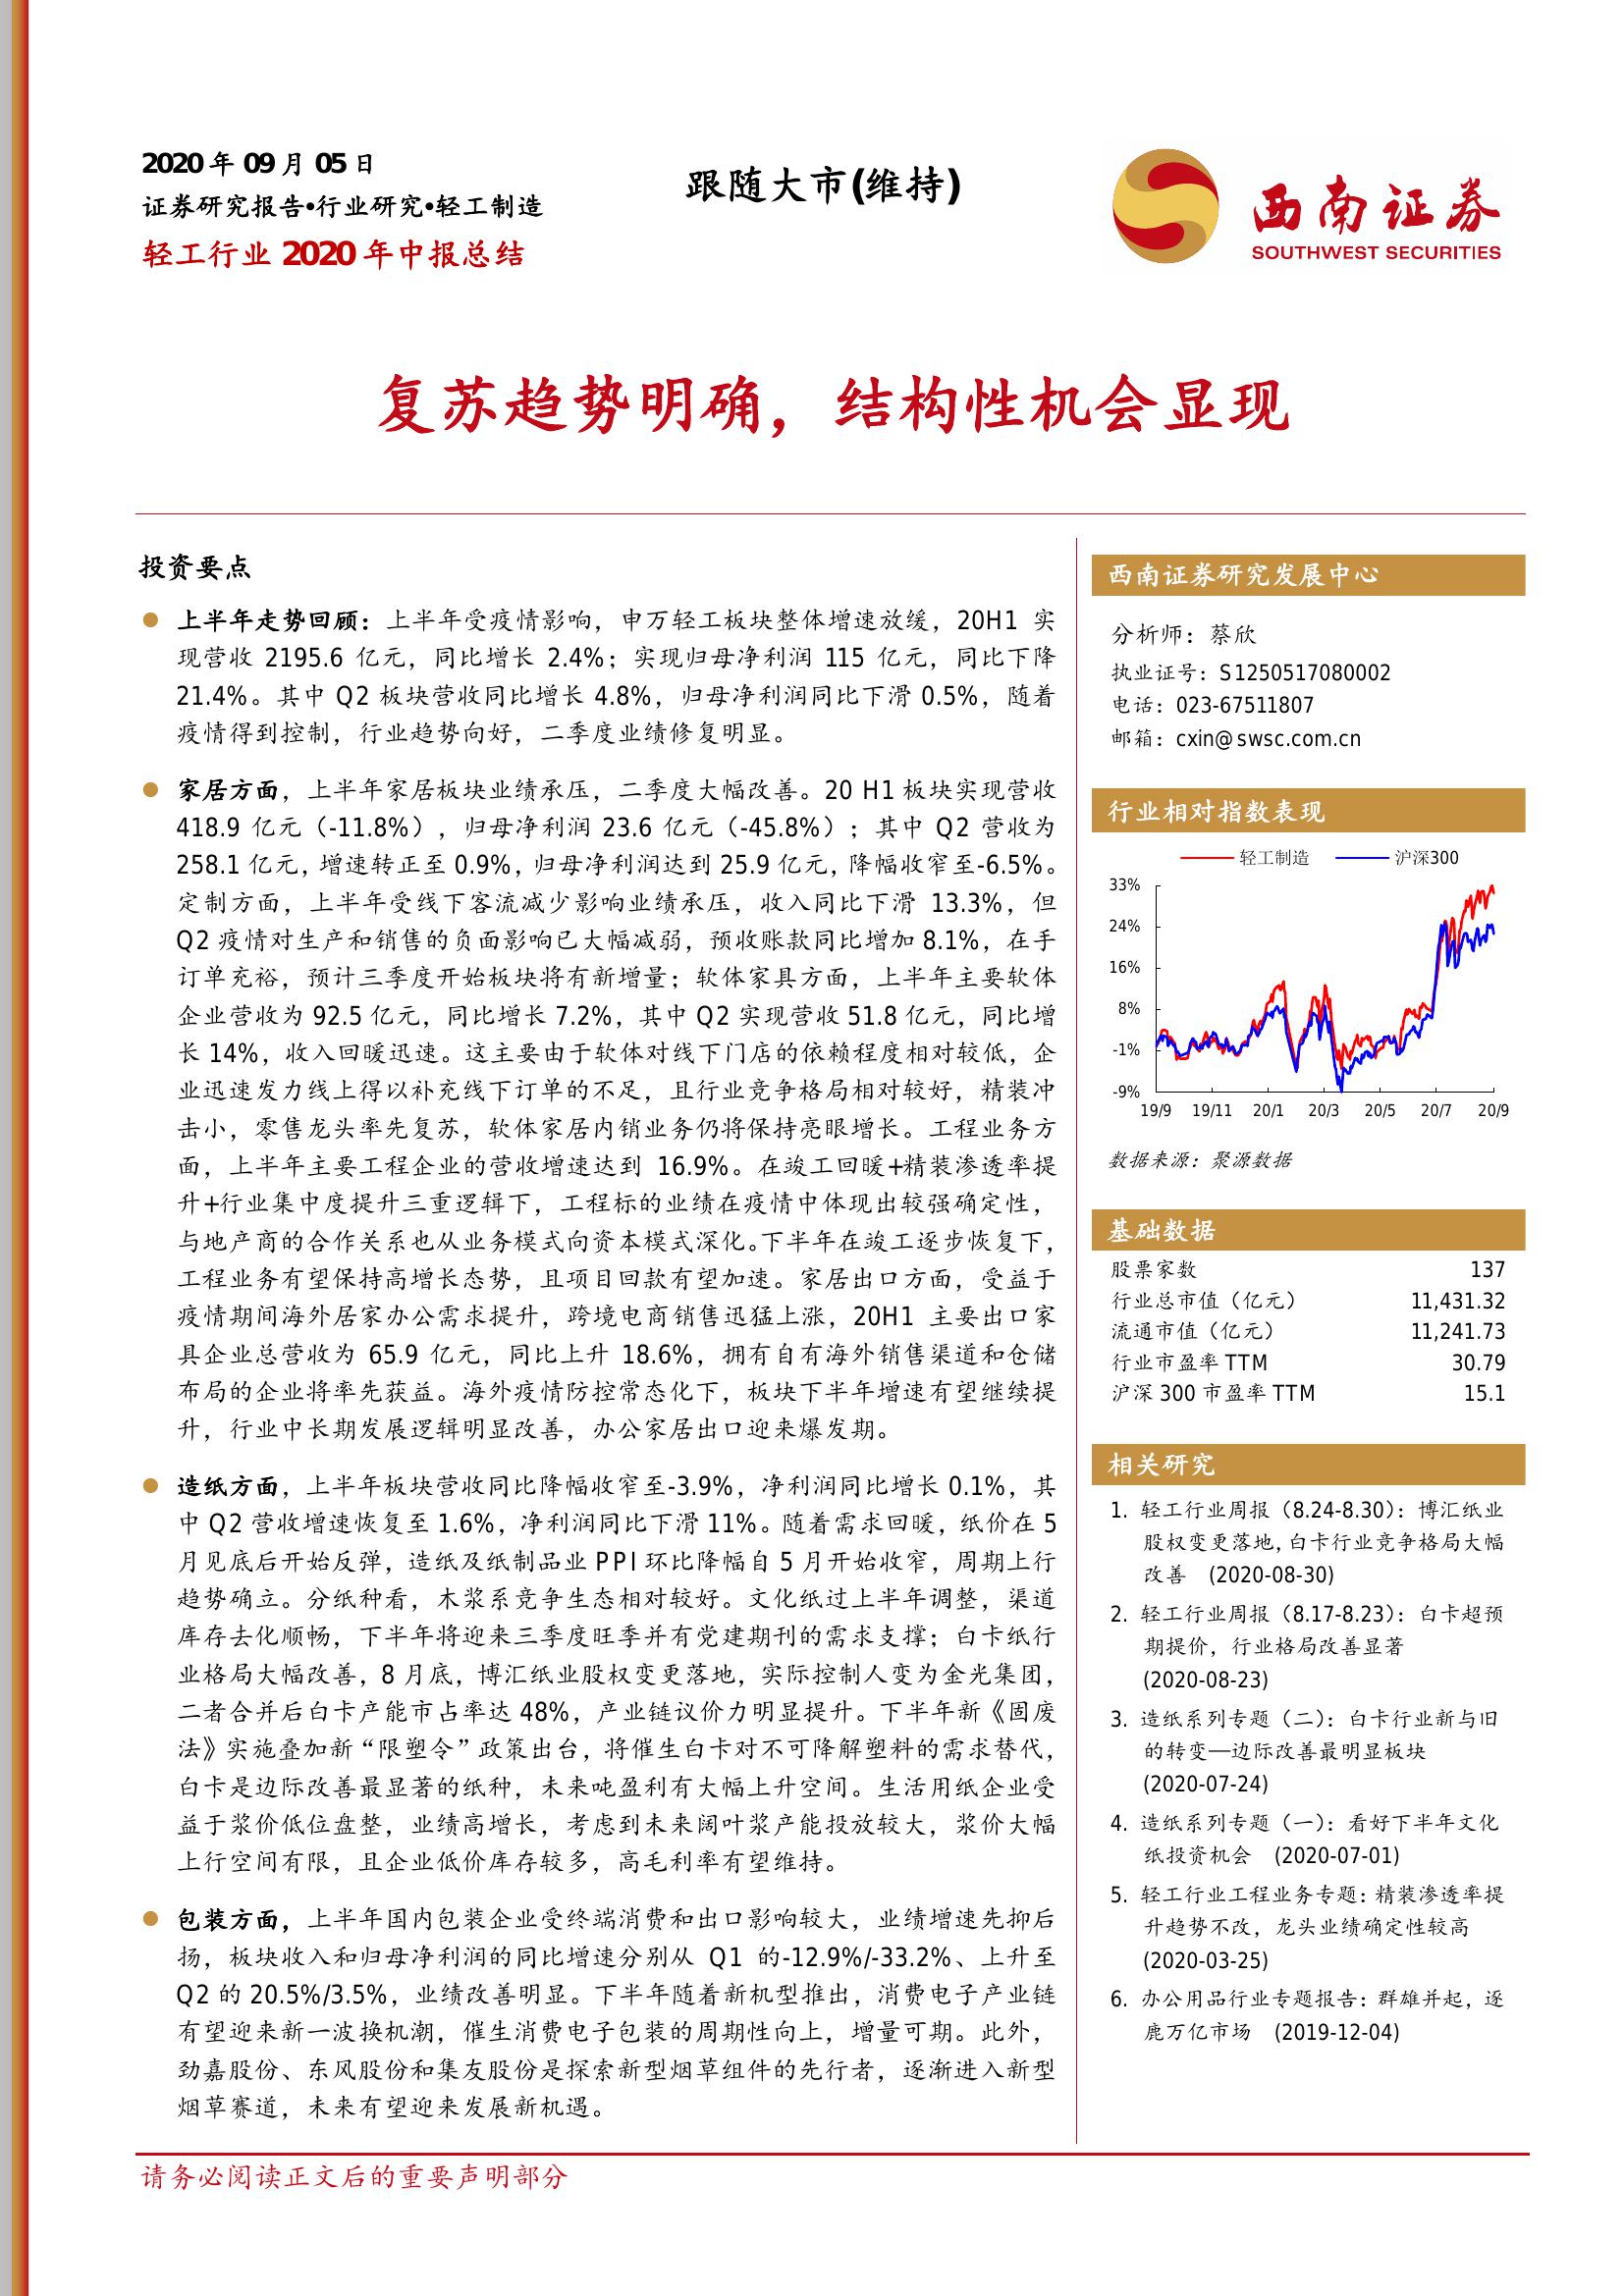 2020 年 09 月 05 日
证券研究报告•行业研究•轻工制造
轻工行业 2020 年中报总结
跟随大市(维持)
西南证券
SOUTHWEST SECURITIES
复苏趋势明确，结构性机会显现
投资要点
上半年走势回顾：上半年受疫情影响，申万轻工板块整体增速放缓，20H1 实
现营收 2195.6 亿元，同比增长 2.4%；实现归母净利润 115 亿元，同比下降
21.4%。其中 Q2 板块营收同比增长 4.8%，归母净利润同比下滑 0.5%，随着
疫情得到控制，行业趋势向好，二季度业绩修复明显。
家居方面，上半年家居板块业绩承压，二季度大幅改善。20 H1 板块实现营收
418.9 亿元（-11.8%），归母净利润 23.6 亿元（-45.8%）；其中 Q2 营收为
258.1 亿元，增速转正至 0.9%，归母净利润达到 25.9 亿元，降幅收窄至-6.5%。
定制方面，上半年受线下客流减少影响业绩承压，收入同比下滑 13.3%，但
Q2 疫情对生产和销售的负面影响已大幅减弱，预收账款同比增加 8.1%，在手
订单充裕，预计三季度开始板块将有新增量；软体家具方面，上半年主要软体
企业营收为 92.5 亿元，同比增长 7.2%，其中 Q2 实现营收 51.8 亿元，同比增
长 14%，收入回暖迅速。这主要由于软体对线下门店的依赖程度相对较低，企
业迅速发力线上得以补充线下订单的不足，且行业竞争格局相对较好，精装冲
击小，零售龙头率先复苏，软体家居内销业务仍将保持亮眼增长。工程业务方
面，上半年主要工程企业的营收增速达到 16.9%。在竣工回暖+精装渗透率提
升+行业集中度提升三重逻辑下，工程标的业绩在疫情中体现出较强确定性，
与地产商的合作关系也从业务模式向资本模式深化。下半年在竣工逐步恢复下，
工程业务有望保持高增长态势，且项目回款有望加速。家居出口方面，受益于
疫情期间海外居家办公需求提升，跨境电商销售迅猛上涨，20H1 主要出口家
具企业总营收为 65.9 亿元，同比上升 18.6%，拥有自有海外销售渠道和仓储
布局的企业将率先获益。海外疫情防控常态化下，板块下半年增速有望继续提
升，行业中长期发展逻辑明显改善，办公家居出口迎来爆发期。
造纸方面，上半年板块营收同比降幅收窄至-3.9%，净利润同比增长 0.1%，其
中 Q2 营收增速恢复至 1.6%，净利润同比下滑 11%。随着需求回暖，纸价在 5
月见底后开始反弹，造纸及纸制品业 PPI 环比降幅自 5 月开始收窄，周期上行
趋势确立。分纸种看，木浆系竞争生态相对较好。文化纸过上半年调整，渠道
库存去化顺畅，下半年将迎来三季度旺季并有党建期刊的需求支撑；白卡纸行
业格局大幅改善，8 月底，博汇纸业股权变更落地，实际控制人变为金光集团，
二者合并后白卡产能市占率达 48%，产业链议价力明显提升。下半年新《固废
法》实施叠加新“限塑令”政策出台，将催生白卡对不可降解塑料的需求替代，
白卡是边际改善最显著的纸种，未来吨盈利有大幅上升空间。生活用纸企业受
益于浆价低位盘整，业绩高增长，考虑到未来阔叶浆产能投放较大，浆价大幅
上行空间有限，且企业低价库存较多，高毛利率有望维持。
包装方面，上半年国内包装企业受终端消费和出口影响较大，业绩增速先抑后
扬，板块收入和归母净利润的同比增速分别从 Q1 的-12.9%/-33.2%、上升至
Q2 的 20.5%/3.5%，业绩改善明显。下半年随着新机型推出，消费电子产业链
有望迎来新一波换机潮，催生消费电子包装的周期性向上，增量可期。此外，
劲嘉股份、东风股份和集友股份是探索新型烟草组件的先行者，逐渐进入新型
烟草赛道，未来有望迎来发展新机遇。
西南证券研究发展中心
分析师：蔡欣
执业证号：S1250517080002
电话：023-67511807
邮箱：cxin@swsc.com.cn
行业相对指数表现
轻工制造 沪深300
33%
24%
16%
8%
-1%
-9%
19/9 19/11 20/1 20/3 20/5 20/7 20/9
数据来源：聚源数据
基础数据
股票家数 137
行业总市值（亿元） 11,431.32
流通市值（亿元） 11,241.73
行业市盈率 TTM 30.79
沪深 300 市盈率 TTM 15.1
相关研究
1. 轻工行业周报（8.24-8.30）：博汇纸业
股权变更落地，白卡行业竞争格局大幅
改善 (2020-08-30)
2. 轻工行业周报（8.17-8.23）：白卡超预
期提价，行业格局改善显著
(2020-08-23)
3. 造纸系列专题（二）：白卡行业新与旧
的转变—边际改善最明显板块
(2020-07-24)
4. 造纸系列专题（一）：看好下半年文化
纸投资机会 (2020-07-01)
5. 轻工行业工程业务专题：精装渗透率提
升趋势不改，龙头业绩确定性较高
(2020-03-25)
6. 办公用品行业专题报告：群雄并起，逐
鹿万亿市场 (2019-12-04)
请务必阅读正文后的重要声明部分